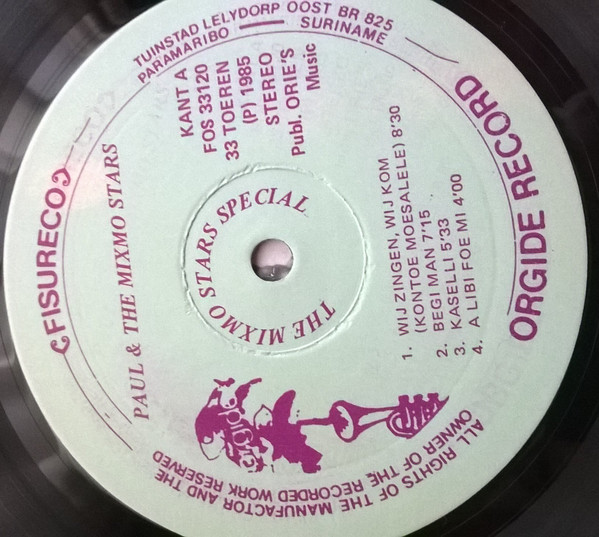 TUINSTAD LELYDORP OOST BR 825
PARAMARIBO — SURINAME
FISURECO
ORGIDE RECORD
PAUL & THE MIXMO STARS
KANT A
FOS 33120
33 TOEREN
(P) 1985
STEREO
Publ. ORIE'S
Music
THE MIXMO STARS SPECIAL
1. WIJ ZINGEN, WIJ KOM
(KONTOE MOESALELE) 8'30
2. BEGI MAN 7'15
3. KASELLI 5'33
4. A LIBI FOE MI 4'00
ALL RIGHTS OF THE MANUFACTOR AND THE
OWNER OF THE RECORDED WORK RESERVED